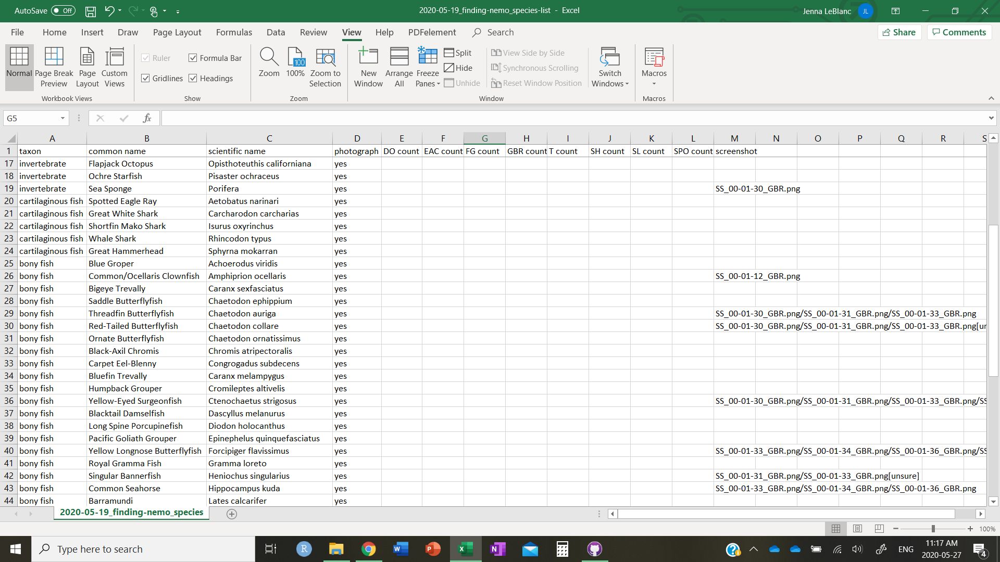 AutoSave Off
2020-05-19_finding-nemo_species-list - Excel
Jenna LeBlanc JL
File Home Insert Draw Page Layout Formulas Data Review View Help PDFelement Search Share Comments
Normal Page Break Preview Page Layout Custom Views
Workbook Views
Ruler Formula Bar
Gridlines Headings
Show
Zoom 100% Zoom to Selection
100
Zoom
New Window Arrange All Freeze Panes
Split
Hide
Unhide
View Side by Side
Synchronous Scrolling
Reset Window Position
Window
Switch Windows
Macros
Macros
G5 fx
A B C D E F G H I J K L M N O P Q R S
1 taxon common name scientific name photograph DO count EAC count FG count GBR count T count SH count SL count SPO count screenshot
17 invertebrate Flapjack Octopus Opisthoteuthis californiana yes
18 invertebrate Ochre Starfish Pisaster ochraceus yes
19 invertebrate Sea Sponge Porifera yes SS_00-01-30_GBR.png
20 cartilaginous fish Spotted Eagle Ray Aetobatus narinari yes
21 cartilaginous fish Great White Shark Carcharodon carcharias yes
22 cartilaginous fish Shortfin Mako Shark Isurus oxyrinchus yes
23 cartilaginous fish Whale Shark Rhincodon typus yes
24 cartilaginous fish Great Hammerhead Sphyrna mokarran yes
25 bony fish Blue Groper Achoerodus viridis yes
26 bony fish Common/Ocellaris Clownfish Amphiprion ocellaris yes SS_00-01-12_GBR.png
27 bony fish Bigeye Trevally Caranx sexfasciatus yes
28 bony fish Saddle Butterflyfish Chaetodon ephippium yes
29 bony fish Threadfin Butterflyfish Chaetodon auriga yes SS_00-01-30_GBR.png/SS_00-01-31_GBR.png/SS_00-01-33_GBR.png
30 bony fish Red-Tailed Butterflyfish Chaetodon collare yes SS_00-01-30_GBR.png/SS_00-01-31_GBR.png/SS_00-01-33_GBR.png[ur
31 bony fish Ornate Butterflyfish Chaetodon ornatissimus yes
32 bony fish Black-Axil Chromis Chromis atripectoralis yes
33 bony fish Carpet Eel-Blenny Congrogadus subdecens yes
34 bony fish Bluefin Trevally Caranx melampygus yes
35 bony fish Humpback Grouper Cromileptes altivelis yes
36 bony fish Yellow-Eyed Surgeonfish Ctenochaetus strigosus yes SS_00-01-30_GBR.png/SS_00-01-31_GBR.png/SS_00-01-33_GBR.png/SS
37 bony fish Blacktail Damselfish Dascyllus melanurus yes
38 bony fish Long Spine Porcupinefish Diodon holocanthus yes
39 bony fish Pacific Goliath Grouper Epinephelus quinquefasciatus yes
40 bony fish Yellow Longnose Butterflyfish Forcipiger flavissimus yes SS_00-01-33_GBR.png/SS_00-01-34_GBR.png/SS_00-01-36_GBR.png/SS
41 bony fish Royal Gramma Fish Gramma loreto yes
42 bony fish Singular Bannerfish Heniochus singularius yes SS_00-01-31_GBR.png/SS_00-01-33_GBR.png[unsure]
43 bony fish Common Seahorse Hippocampus kuda yes SS_00-01-33_GBR.png/SS_00-01-34_GBR.png/SS_00-01-36_GBR.png
44 bony fish Barramundi Lates calcarifer yes
2020-05-19_finding-nemo_species
100%
Type here to search
ENG
11:17 AM
2020-05-27
4